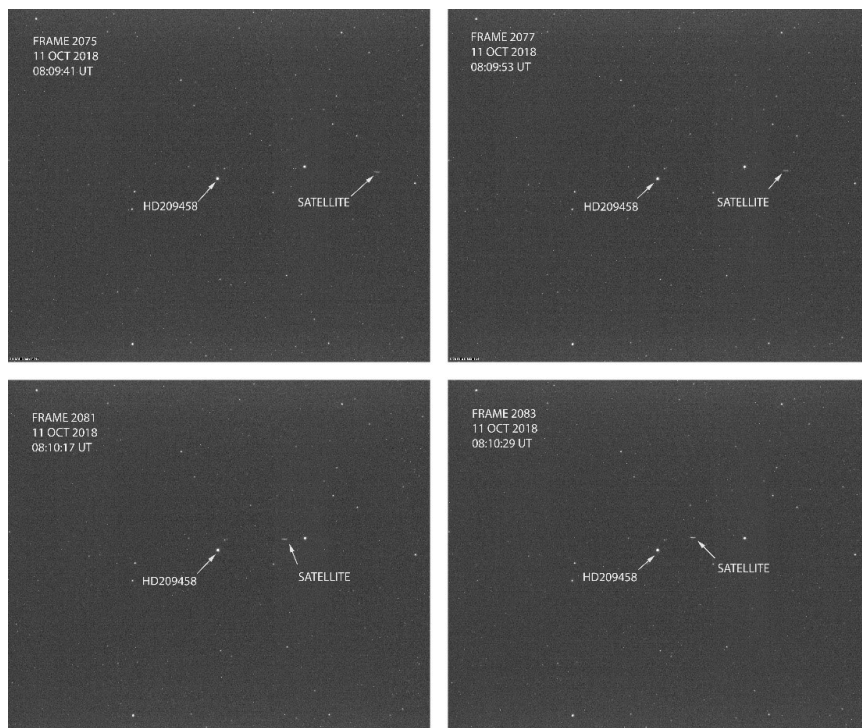 FRAME 2075
11 OCT 2018
08:09:41 UT
HD209458
SATELLITE
FRAME 2077
11 OCT 2018
08:09:53 UT
HD209458
SATELLITE
FRAME 2081
11 OCT 2018
08:10:17 UT
HD209458
SATELLITE
FRAME 2083
11 OCT 2018
08:10:29 UT
HD209458
SATELLITE